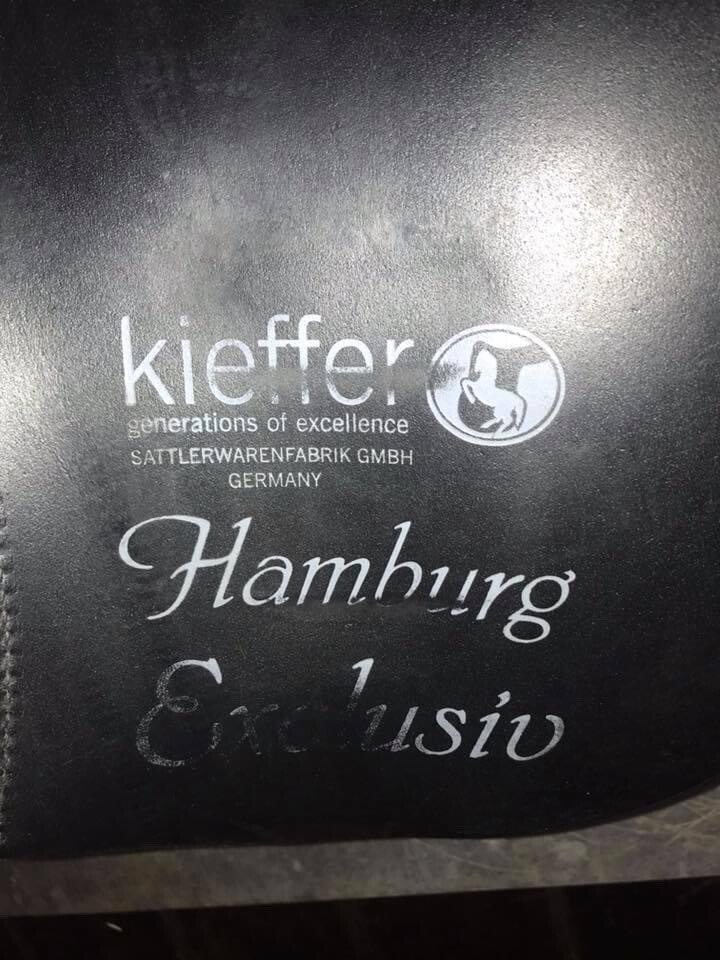 kieffer
generations of excellence
SATTLERWARENFABRIK GMBH
GERMANY
Hamburg
Exclusiv